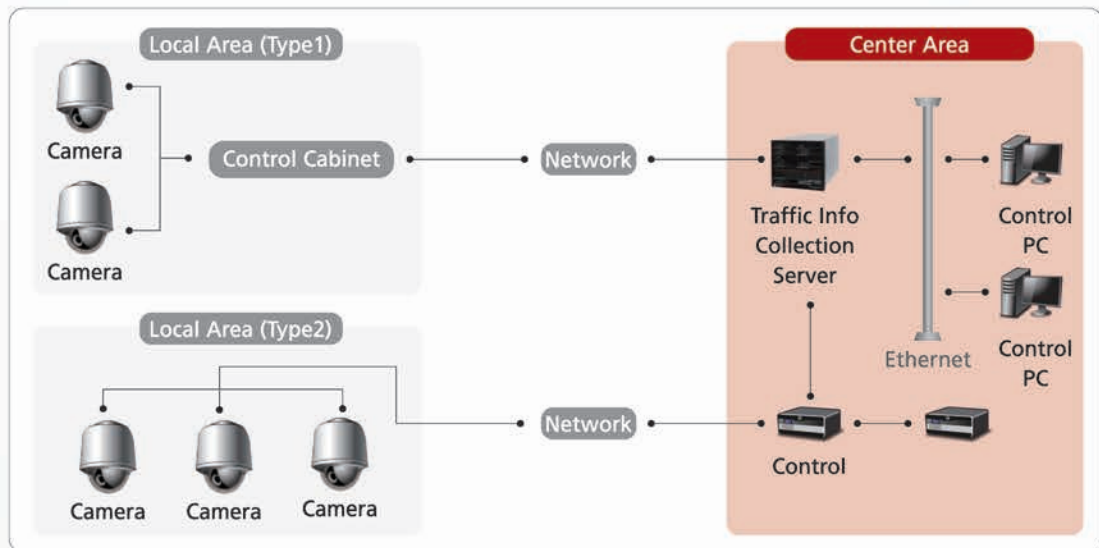 Local Area (Type1)
Camera
Camera
Control Cabinet
Network
Center Area
Traffic Info
Collection
Server
Control
PC
Control
PC
Ethernet
Local Area (Type2)
Camera
Camera
Camera
Network
Control